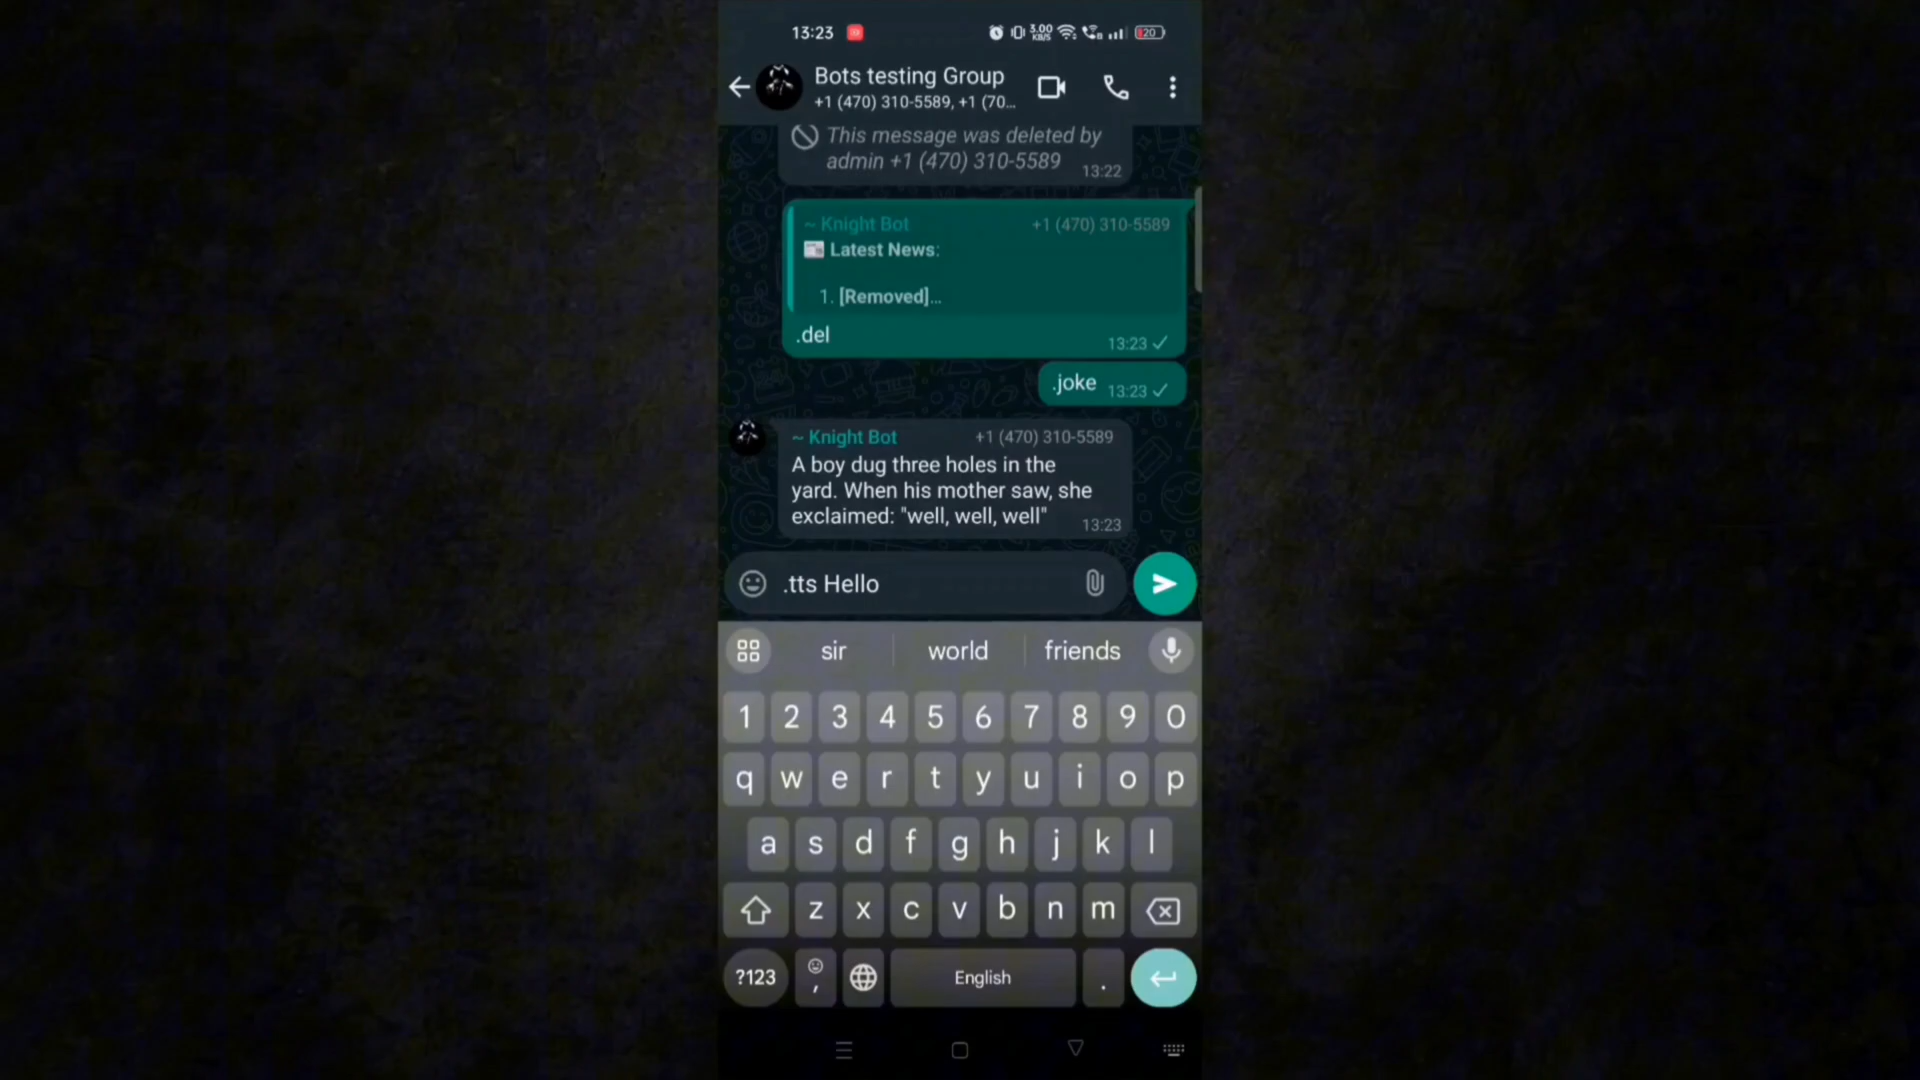 13:23
3.00
KB/S
20
Bots testing Group
+1 (470) 310-5589, +1 (70...
This message was deleted by
admin +1 (470) 310-5589
13:22
~ Knight Bot +1 (470) 310-5589
Latest News:
1. [Removed]...
.del
13:23
.joke 13:23
~ Knight Bot +1 (470) 310-5589
A boy dug three holes in the
yard. When his mother saw, she
exclaimed: "well, well, well"
13:23
.tts Hello
sir world friends
1 2 3 4 5 6 7 8 9 0
q w e r t y u i o p
a s d f g h j k l
z x c v b n m
?123 , English .